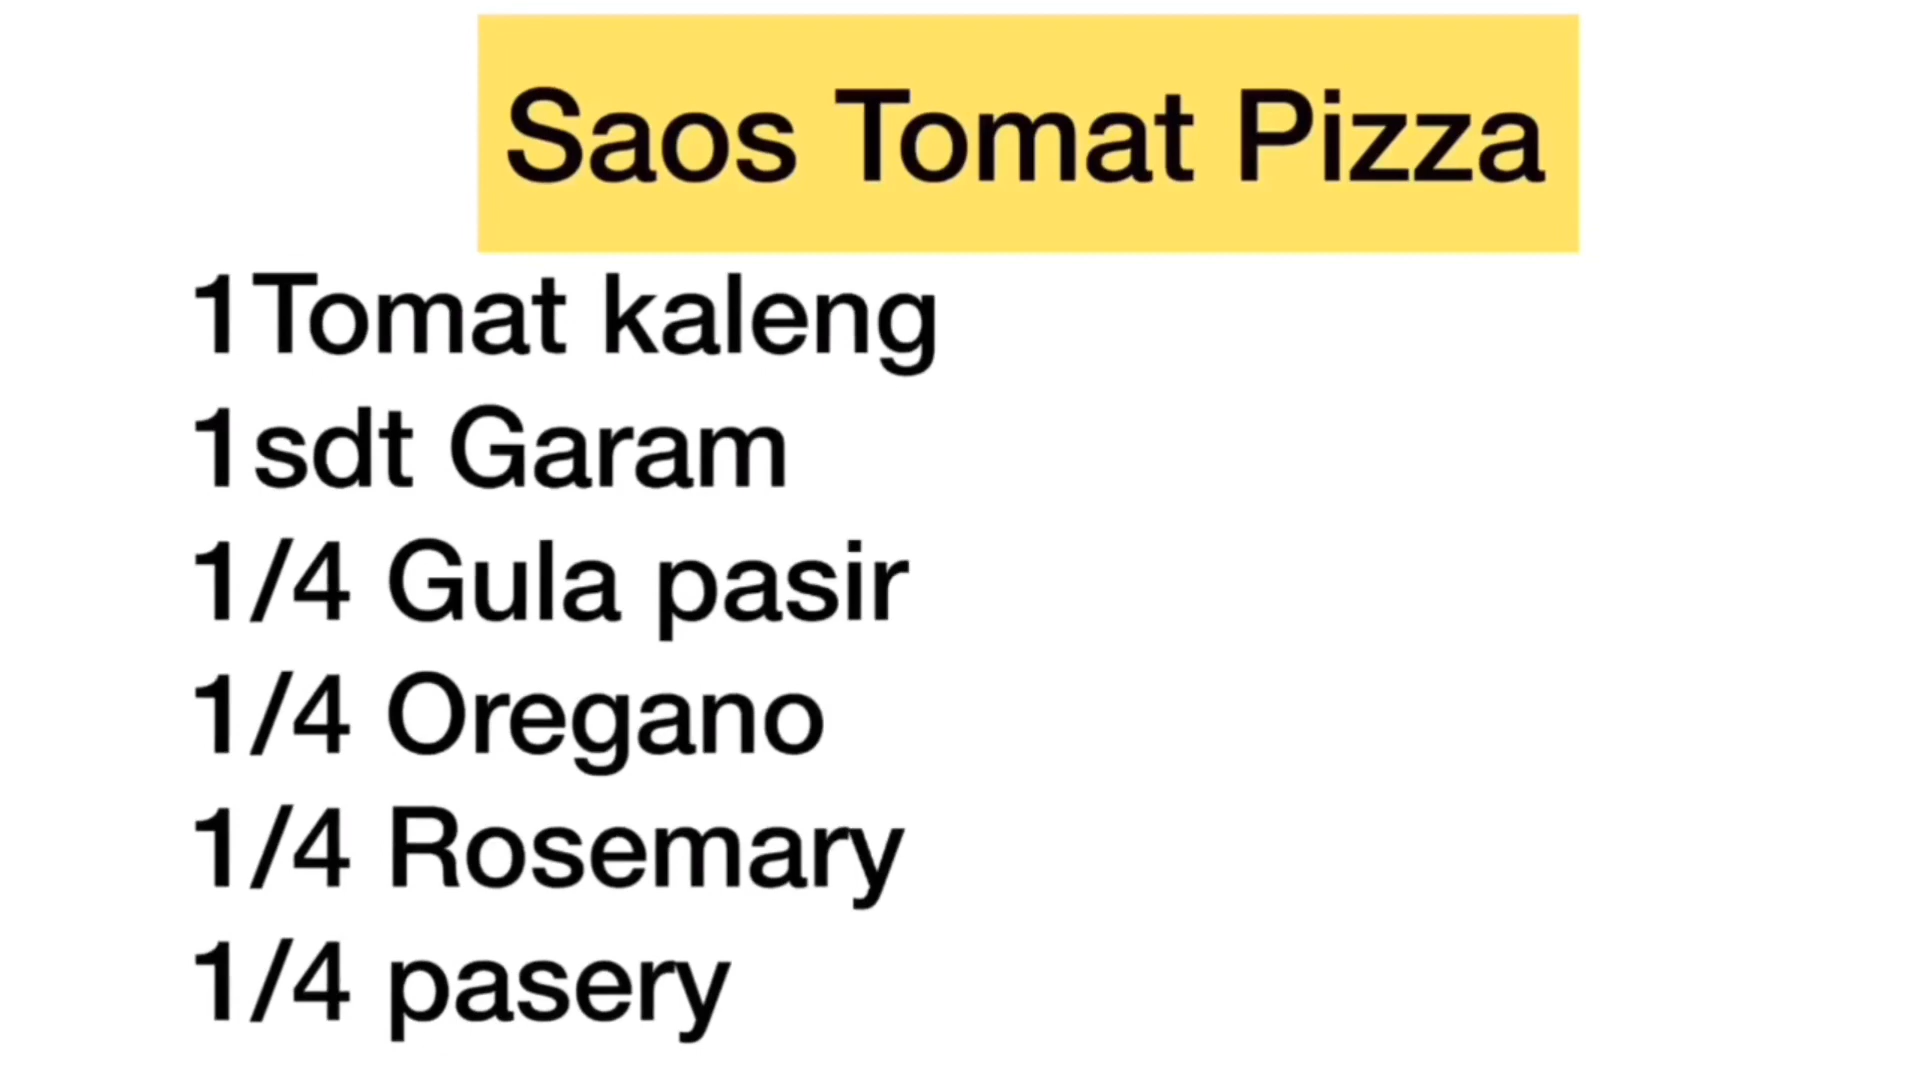 Saos Tomat Pizza
1Tomat kaleng
1sdt Garam
1/4 Gula pasir
1/4 Oregano
1/4 Rosemary
1/4 pasery